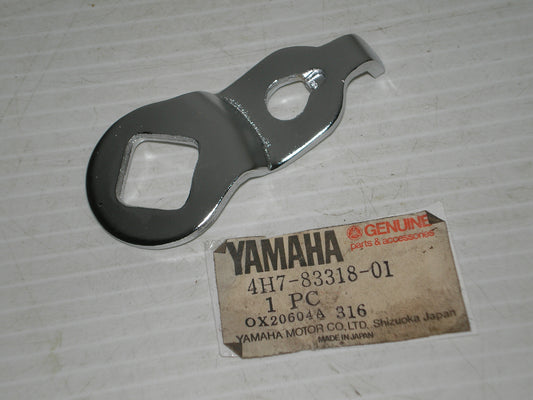 YAMAHA GENUINE
parts & accessories
4H7-83318-01
1 PC
OX20604A 316
YAMAHA MOTOR CO., LTD. Shizuoka Japan
MADE IN JAPAN